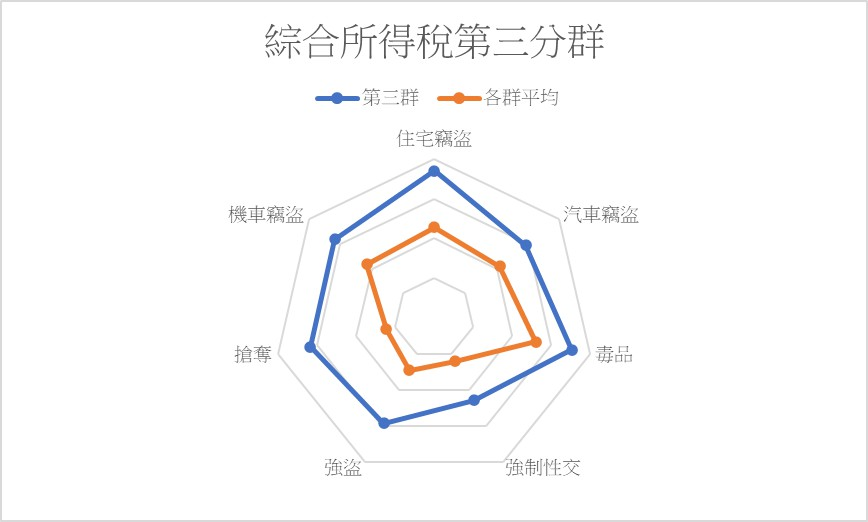 綜合所得稅第三分群
第三群 各群平均
住宅竊盜
機車竊盜
汽車竊盜
搶奪
毒品
強盜
強制性交